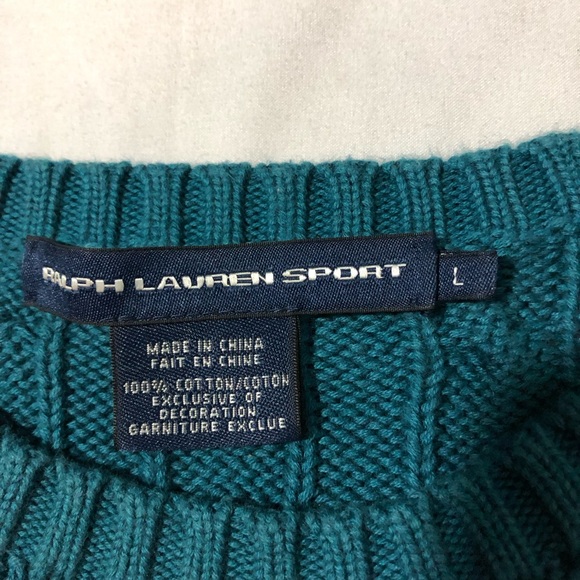 RALPH LAUREN SPORT
L
MADE IN CHINA
FAIT EN CHINE
100% COTTON/COTON
EXCLUSIVE OF
DECORATION
GARNITURE EXCLUE